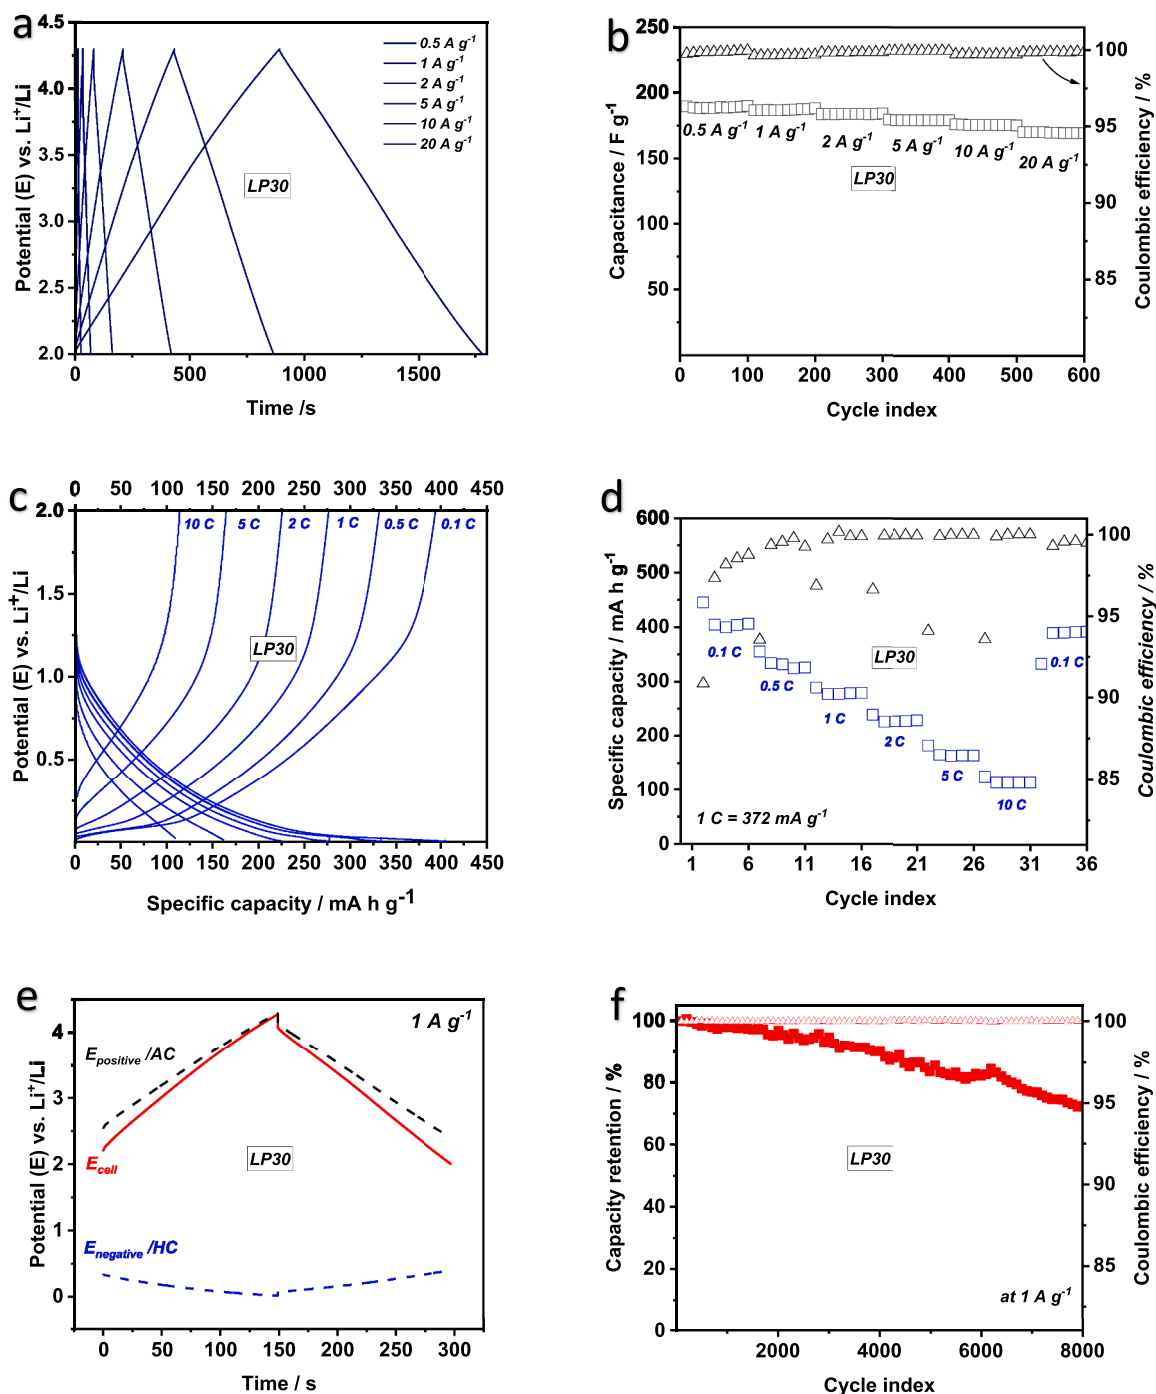 a
4.5
4.0
3.5
3.0
2.5
2.0
Potential (E) vs. Li⁺/Li
0.5 A g⁻¹
1 A g⁻¹
2 A g⁻¹
5 A g⁻¹
10 A g⁻¹
20 A g⁻¹
LP30
0 500 1000 1500
Time /s
b
250
200
150
100
50
Capacitance / F g⁻¹
0.5 A g⁻¹ 1 A g⁻¹ 2 A g⁻¹ 5 A g⁻¹ 10 A g⁻¹ 20 A g⁻¹
LP30
100
95
90
85
Coulombic efficiency / %
0 100 200 300 400 500 600
Cycle index
c
0 50 100 150 200 250 300 350 400 450
2.0
1.5
1.0
0.5
Potential (E) vs. Li⁺/Li
10 C 5 C 2 C 1 C 0.5 C 0.1 C
LP30
0 50 100 150 200 250 300 350 400 450
Specific capacity / mA h g⁻¹
d
600
500
400
300
200
100
0
Specific capacity / mA h g⁻¹
0.1 C
0.5 C
1 C
2 C
5 C
10 C
0.1 C
LP30
1 C = 372 mA g⁻¹
100
95
90
85
Coulombic efficiency / %
1 6 11 16 21 26 31 36
Cycle index
e
4
3
2
1
0
Potential (E) vs. Li⁺/Li
1 A g⁻¹
E positive /AC
E cell
LP30
E negative /HC
0 50 100 150 200 250 300
Time / s
f
100
80
60
40
20
0
Capacity retention / %
LP30
at 1 A g⁻¹
100
95
90
85
Coulombic efficiency / %
2000 4000 6000 8000
Cycle index